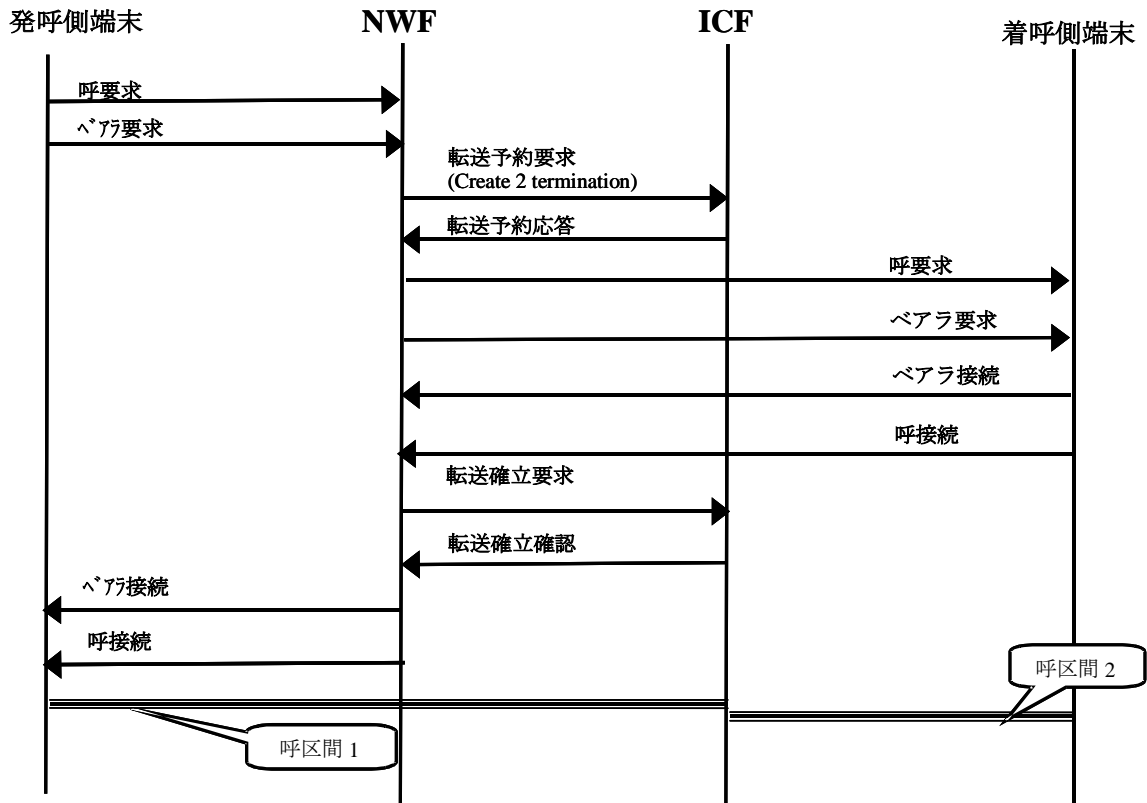 発呼側端末
NWF
ICF
着呼側端末
呼要求
ﾍﾞｱﾗ要求
転送予約要求
(Create 2 termination)
転送予約応答
呼要求
ベアラ要求
ベアラ接続
呼接続
転送確立要求
転送確立確認
ﾍﾞｱﾗ接続
呼接続
呼区間 2
呼区間 1